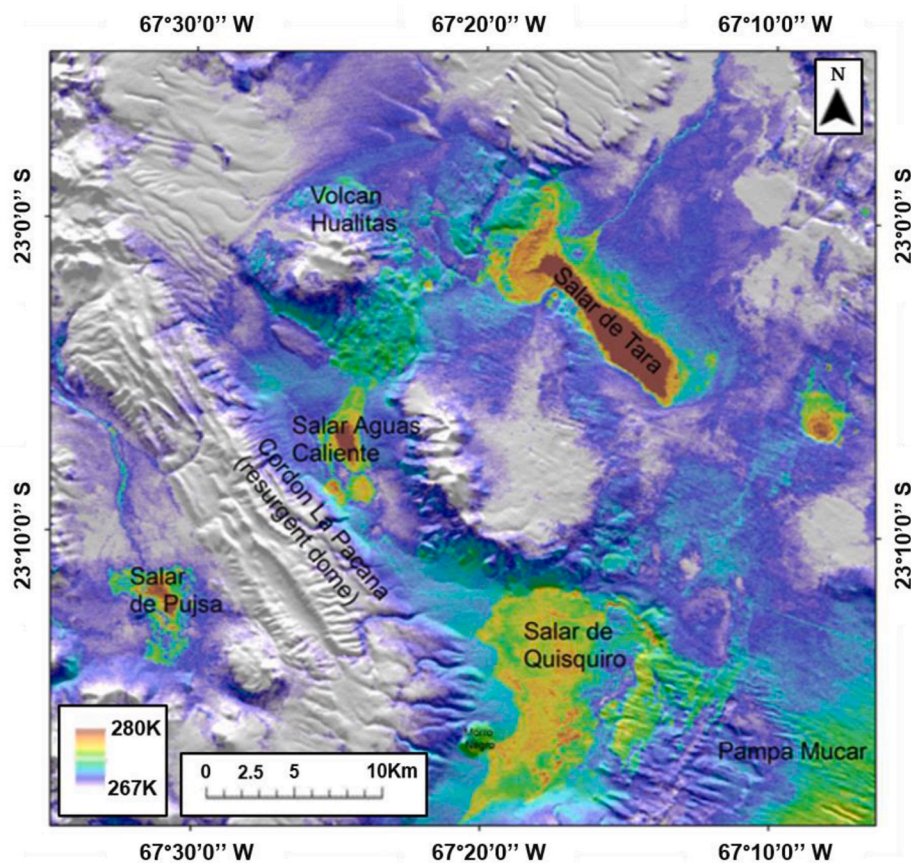 67°30'0'' W
67°20'0'' W
67°10'0'' W
N
23°0'0'' S
23°0'0'' S
Volcan
Hualitas
Salar de Tara
Salar Aguas
Caliente
Cordon La Pacana
(resurgent dome)
23°10'0'' S
23°10'0'' S
Salar
de Pujsa
Salar de
Quisquiro
Morro
Negro
Pampa Mucar
280K
267K
0 2.5 5 10Km
67°30'0'' W
67°20'0'' W
67°10'0'' W